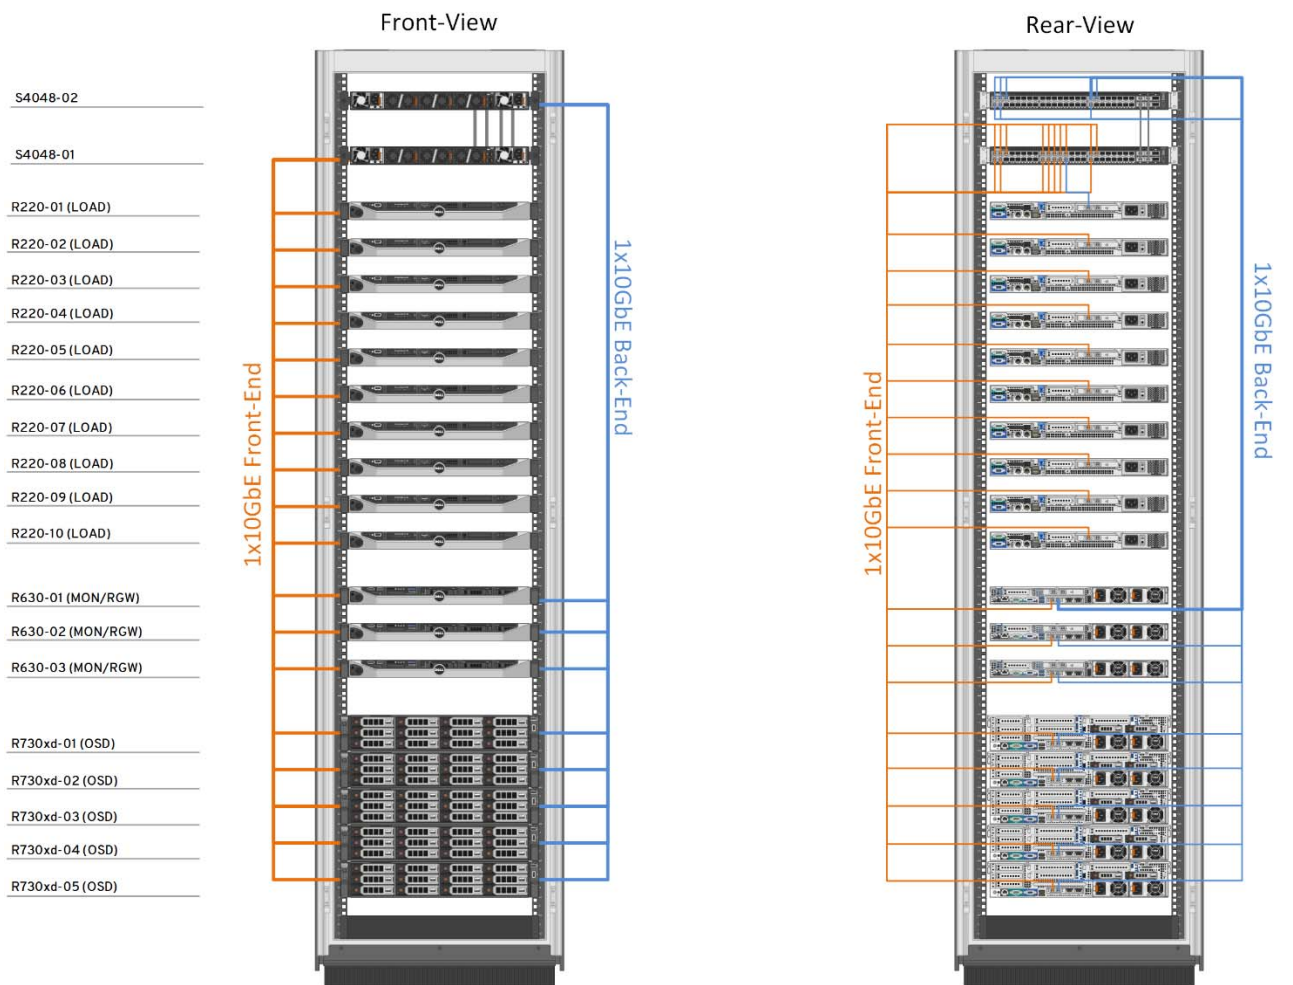 Front-View
Rear-View
S4048-02
S4048-01
R220-01 (LOAD)
R220-02 (LOAD)
R220-03 (LOAD)
R220-04 (LOAD)
R220-05 (LOAD)
R220-06 (LOAD)
R220-07 (LOAD)
R220-08 (LOAD)
R220-09 (LOAD)
R220-10 (LOAD)
R630-01 (MON/RGW)
R630-02 (MON/RGW)
R630-03 (MON/RGW)
R730xd-01 (OSD)
R730xd-02 (OSD)
R730xd-03 (OSD)
R730xd-04 (OSD)
R730xd-05 (OSD)
1x10GbE Front-End
1x10GbE Back-End
1x10GbE Front-End
1x10GbE Back-End